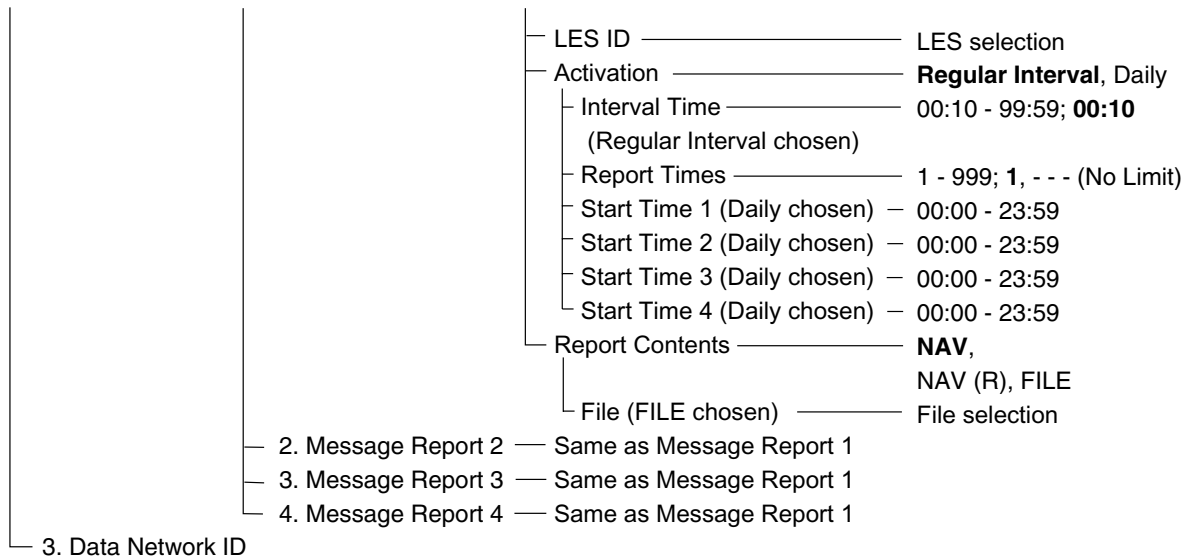 LES ID LES selection
Activation Regular Interval, Daily
Interval Time 00:10 - 99:59; 00:10
(Regular Interval chosen)
Report Times 1 - 999; 1, - - - (No Limit)
Start Time 1 (Daily chosen) 00:00 - 23:59
Start Time 2 (Daily chosen) 00:00 - 23:59
Start Time 3 (Daily chosen) 00:00 - 23:59
Start Time 4 (Daily chosen) 00:00 - 23:59
Report Contents NAV,
NAV (R), FILE
File (FILE chosen) File selection
2. Message Report 2 Same as Message Report 1
3. Message Report 3 Same as Message Report 1
4. Message Report 4 Same as Message Report 1
3. Data Network ID